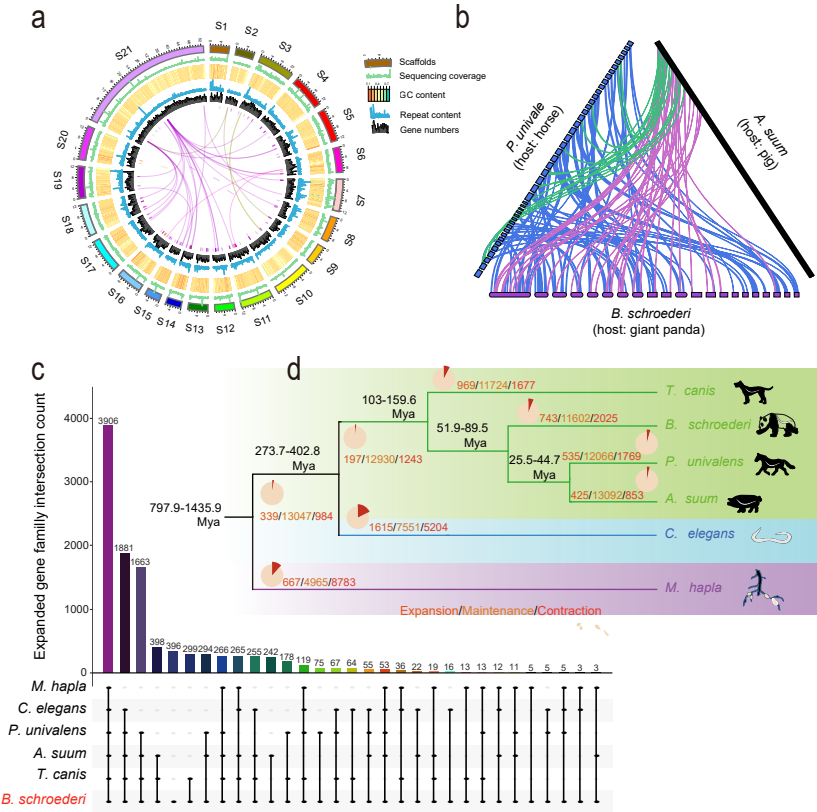 a
S1
S2
S3
S4
S5
S6
S7
S8
S9
S10
S11
S12
S13
S14
S15
S16
S17
S18
S19
S20
S21
Scaffolds
Sequencing coverage
GC content
Repeat content
Gene numbers
b
P. univale
(host: horse)
A. suum
(host: pig)
B. schroederi
(host: giant panda)
c
Expanded gene familly intersection count
4000
3000
2000
1000
0
3906
1881
1663
398
396
299
294
266
265
255
242
178
119
75
67
64
55
53
36
22
19
16
13
13
12
11
5
5
5
3
3
M. hapla
C. elegans
P. univalens
A. suum
T. canis
B. schroederi
d
797.9-1435.9
Mya
273.7-402.8
Mya
103-159.6
Mya
51.9-89.5
25.5-44.7
969/11724/1677
743/11602/2025
535/12066/1769
425/13092/853
197/12930/1243
339/13047/984
1615/7551/5204
667/4965/8783
T. canis
B. schroederi
P. univalens
A. suum
C. elegans
M. hapla
Expansion/Maintenance/Contraction